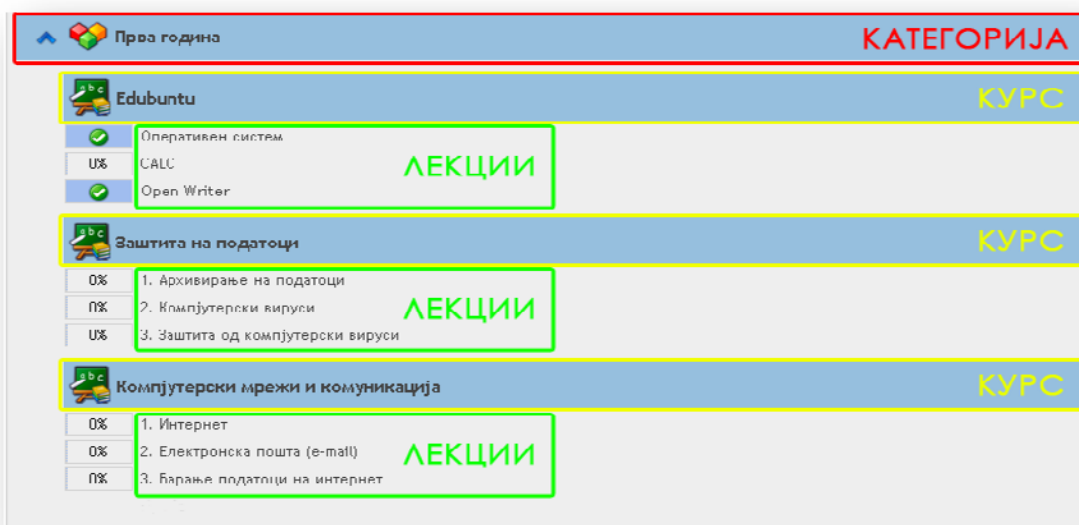 Прва година КАТЕГОРИЈА
Edubuntu КУРС
Оперативен систем
0% CALC
ЛЕКЦИИ
Open Writer
Заштита на податоци КУРС
0% 1. Архивирање на податоци
0% 2. Компјутерски вируси
ЛЕКЦИИ
0% 3. Заштита од компјутерски вируси
Компјутерски мрежи и комуникација КУРС
0% 1. Интернет
0% 2. Електронска пошта (e-mail)
ЛЕКЦИИ
0% 3. Барање податоци на интернет